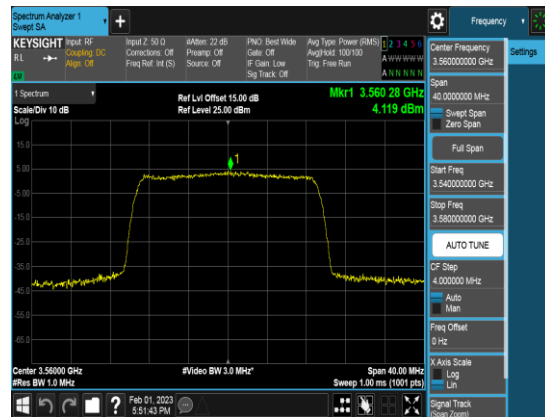 Spectrum Analyzer 1
Swept SA
Frequency
KEYSIGHT
Input: RF
Coupling: DC
Align: Off
Input Z: 50 Ω
Corrections: Off
Freq Ref: Int (S)
#Atten: 22 dB
Preamp: Off
Source: Off
PNO: Best Wide
Gate: Off
IF Gain: Low
Sig Track: Off
Avg Type: Power (RMS)
Avg|Hold: 100/100
Trig: Free Run
1 2 3 4 5 6
A W W W W W
A N N N N N
R L
LV
1 Spectrum
Scale/Div 10 dB
Log
Ref Lvl Offset 15.00 dB
Ref Level 25.00 dBm
Mkr1 3.560 28 GHz
4.119 dBm
15.0
5.00
-5.00
-15.0
-25.0
-35.0
-45.0
-55.0
-65.0
1
Center 3.56000 GHz
#Res BW 1.0 MHz
#Video BW 3.0 MHz*
Span 40.00 MHz
Sweep 1.00 ms (1001 pts)
Feb 01, 2023
5:51:43 PM
Center Frequency
3.560000000 GHz
Settings
Span
40.0000000 MHz
Swept Span
Zero Span
Full Span
Start Freq
3.540000000 GHz
Stop Freq
3.580000000 GHz
AUTO TUNE
CF Step
4.000000 MHz
Auto
Man
Freq Offset
0 Hz
X Axis Scale
Log
Lin
Signal Track
(Span Zoom)